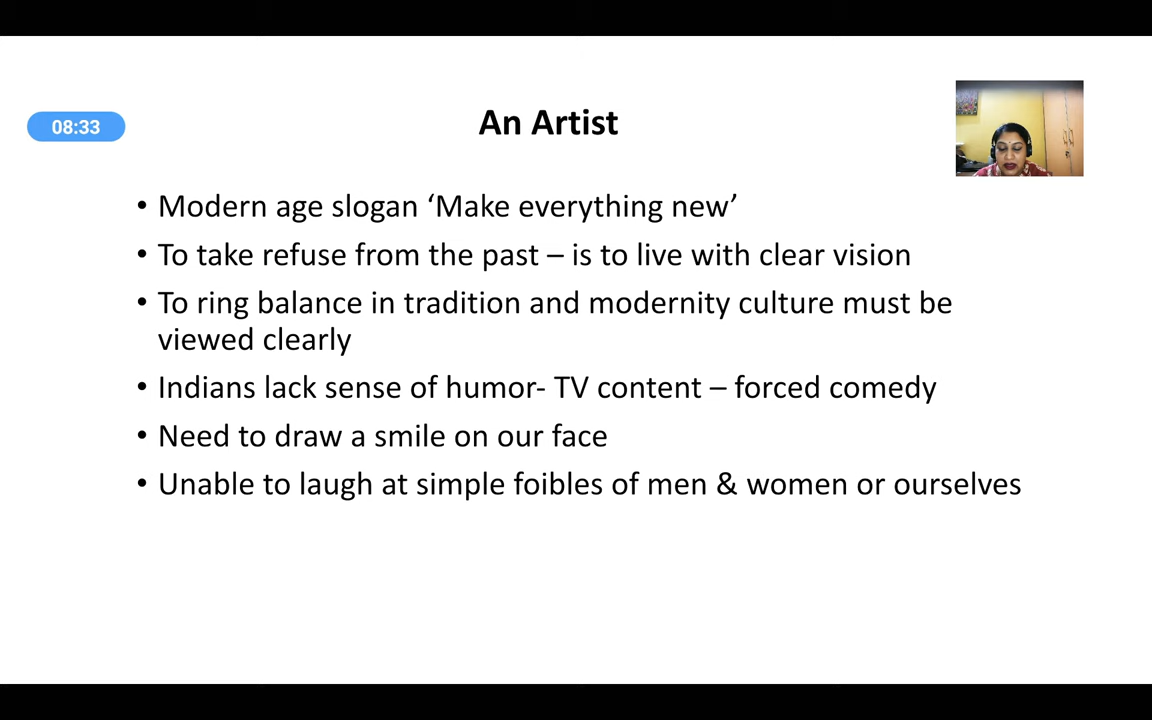 08:33
An Artist
• Modern age slogan ‘Make everything new’
• To take refuse from the past – is to live with clear vision
• To ring balance in tradition and modernity culture must be
viewed clearly
• Indians lack sense of humor- TV content – forced comedy
• Need to draw a smile on our face
• Unable to laugh at simple foibles of men & women or ourselves